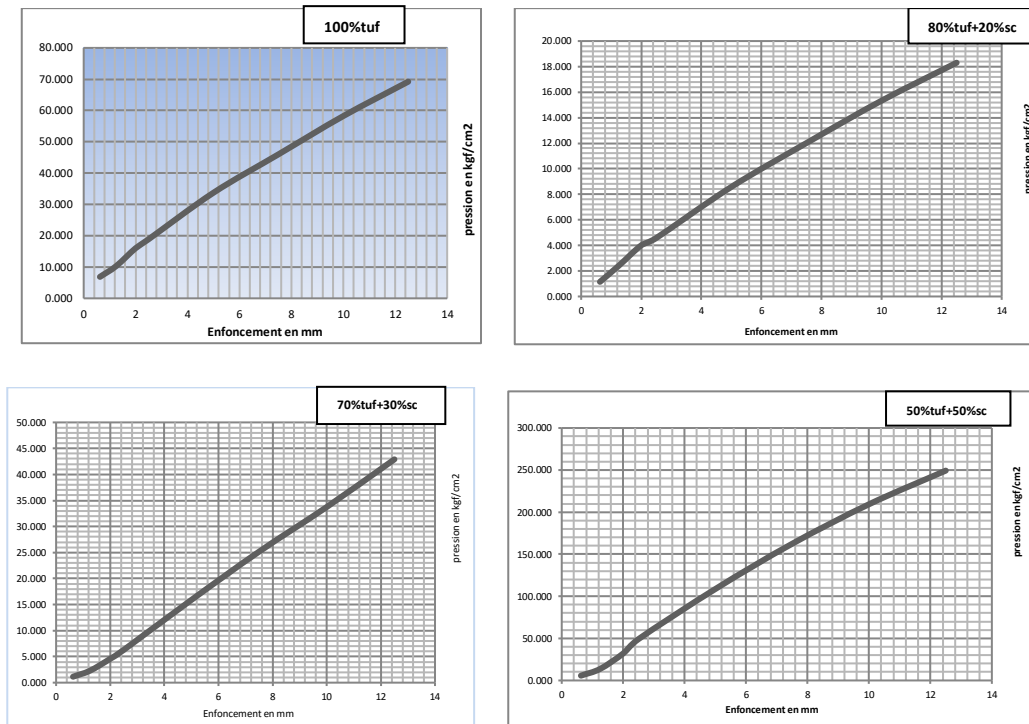 100%tuf
80.000
70.000
60.000
50.000
40.000
30.000
20.000
10.000
0.000
0 2 4 6 8 10 12 14
Enfoncement en mm
pression en kgf/cm2
80%tuf+20%sc
20.000
18.000
16.000
14.000
12.000
10.000
8.000
6.000
4.000
2.000
0.000
0 2 4 6 8 10 12 14
Enfoncement en mm
pression en kgf/cm2
70%tuf+30%sc
50.000
45.000
40.000
35.000
30.000
25.000
20.000
15.000
10.000
5.000
0.000
0 2 4 6 8 10 12 14
Enfoncement en mm
pression en kgf/cm2
50%tuf+50%sc
300.000
250.000
200.000
150.000
100.000
50.000
0.000
0 2 4 6 8 10 12 14
Enfoncement en mm
pression en kgf/cm2